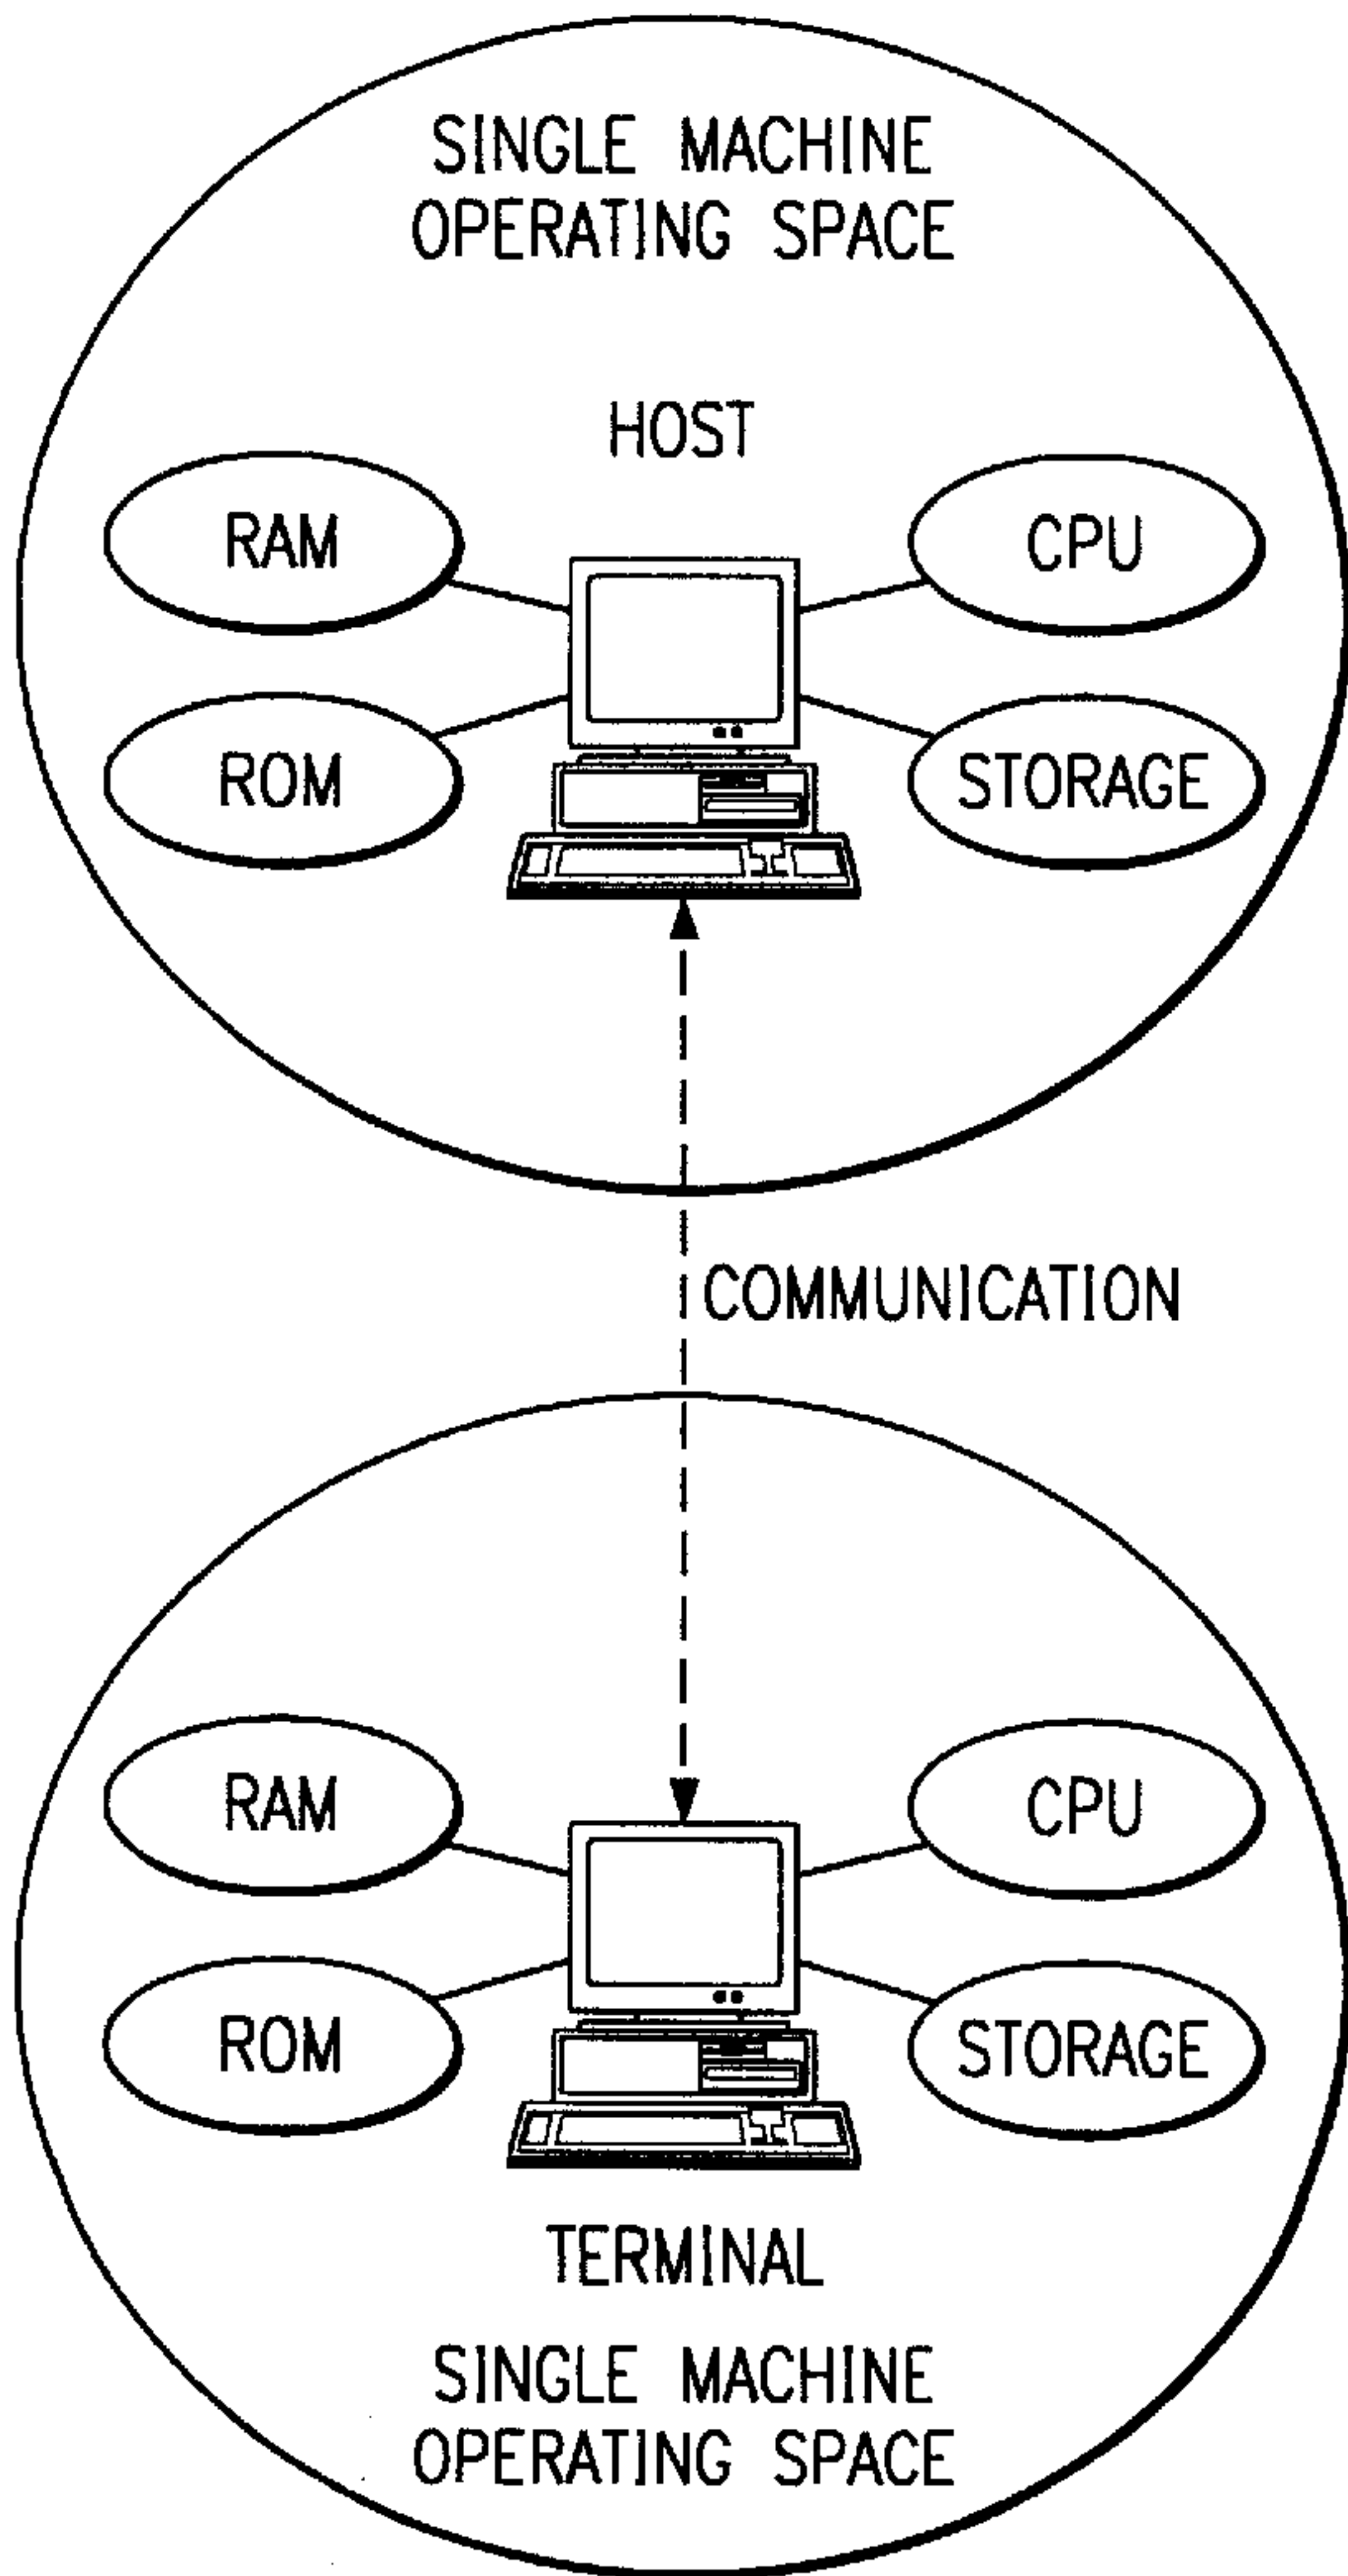 SINGLE MACHINE
OPERATING SPACE
HOST
RAM
CPU
ROM
STORAGE
COMMUNICATION
RAM
CPU
ROM
STORAGE
TERMINAL
SINGLE MACHINE
OPERATING SPACE